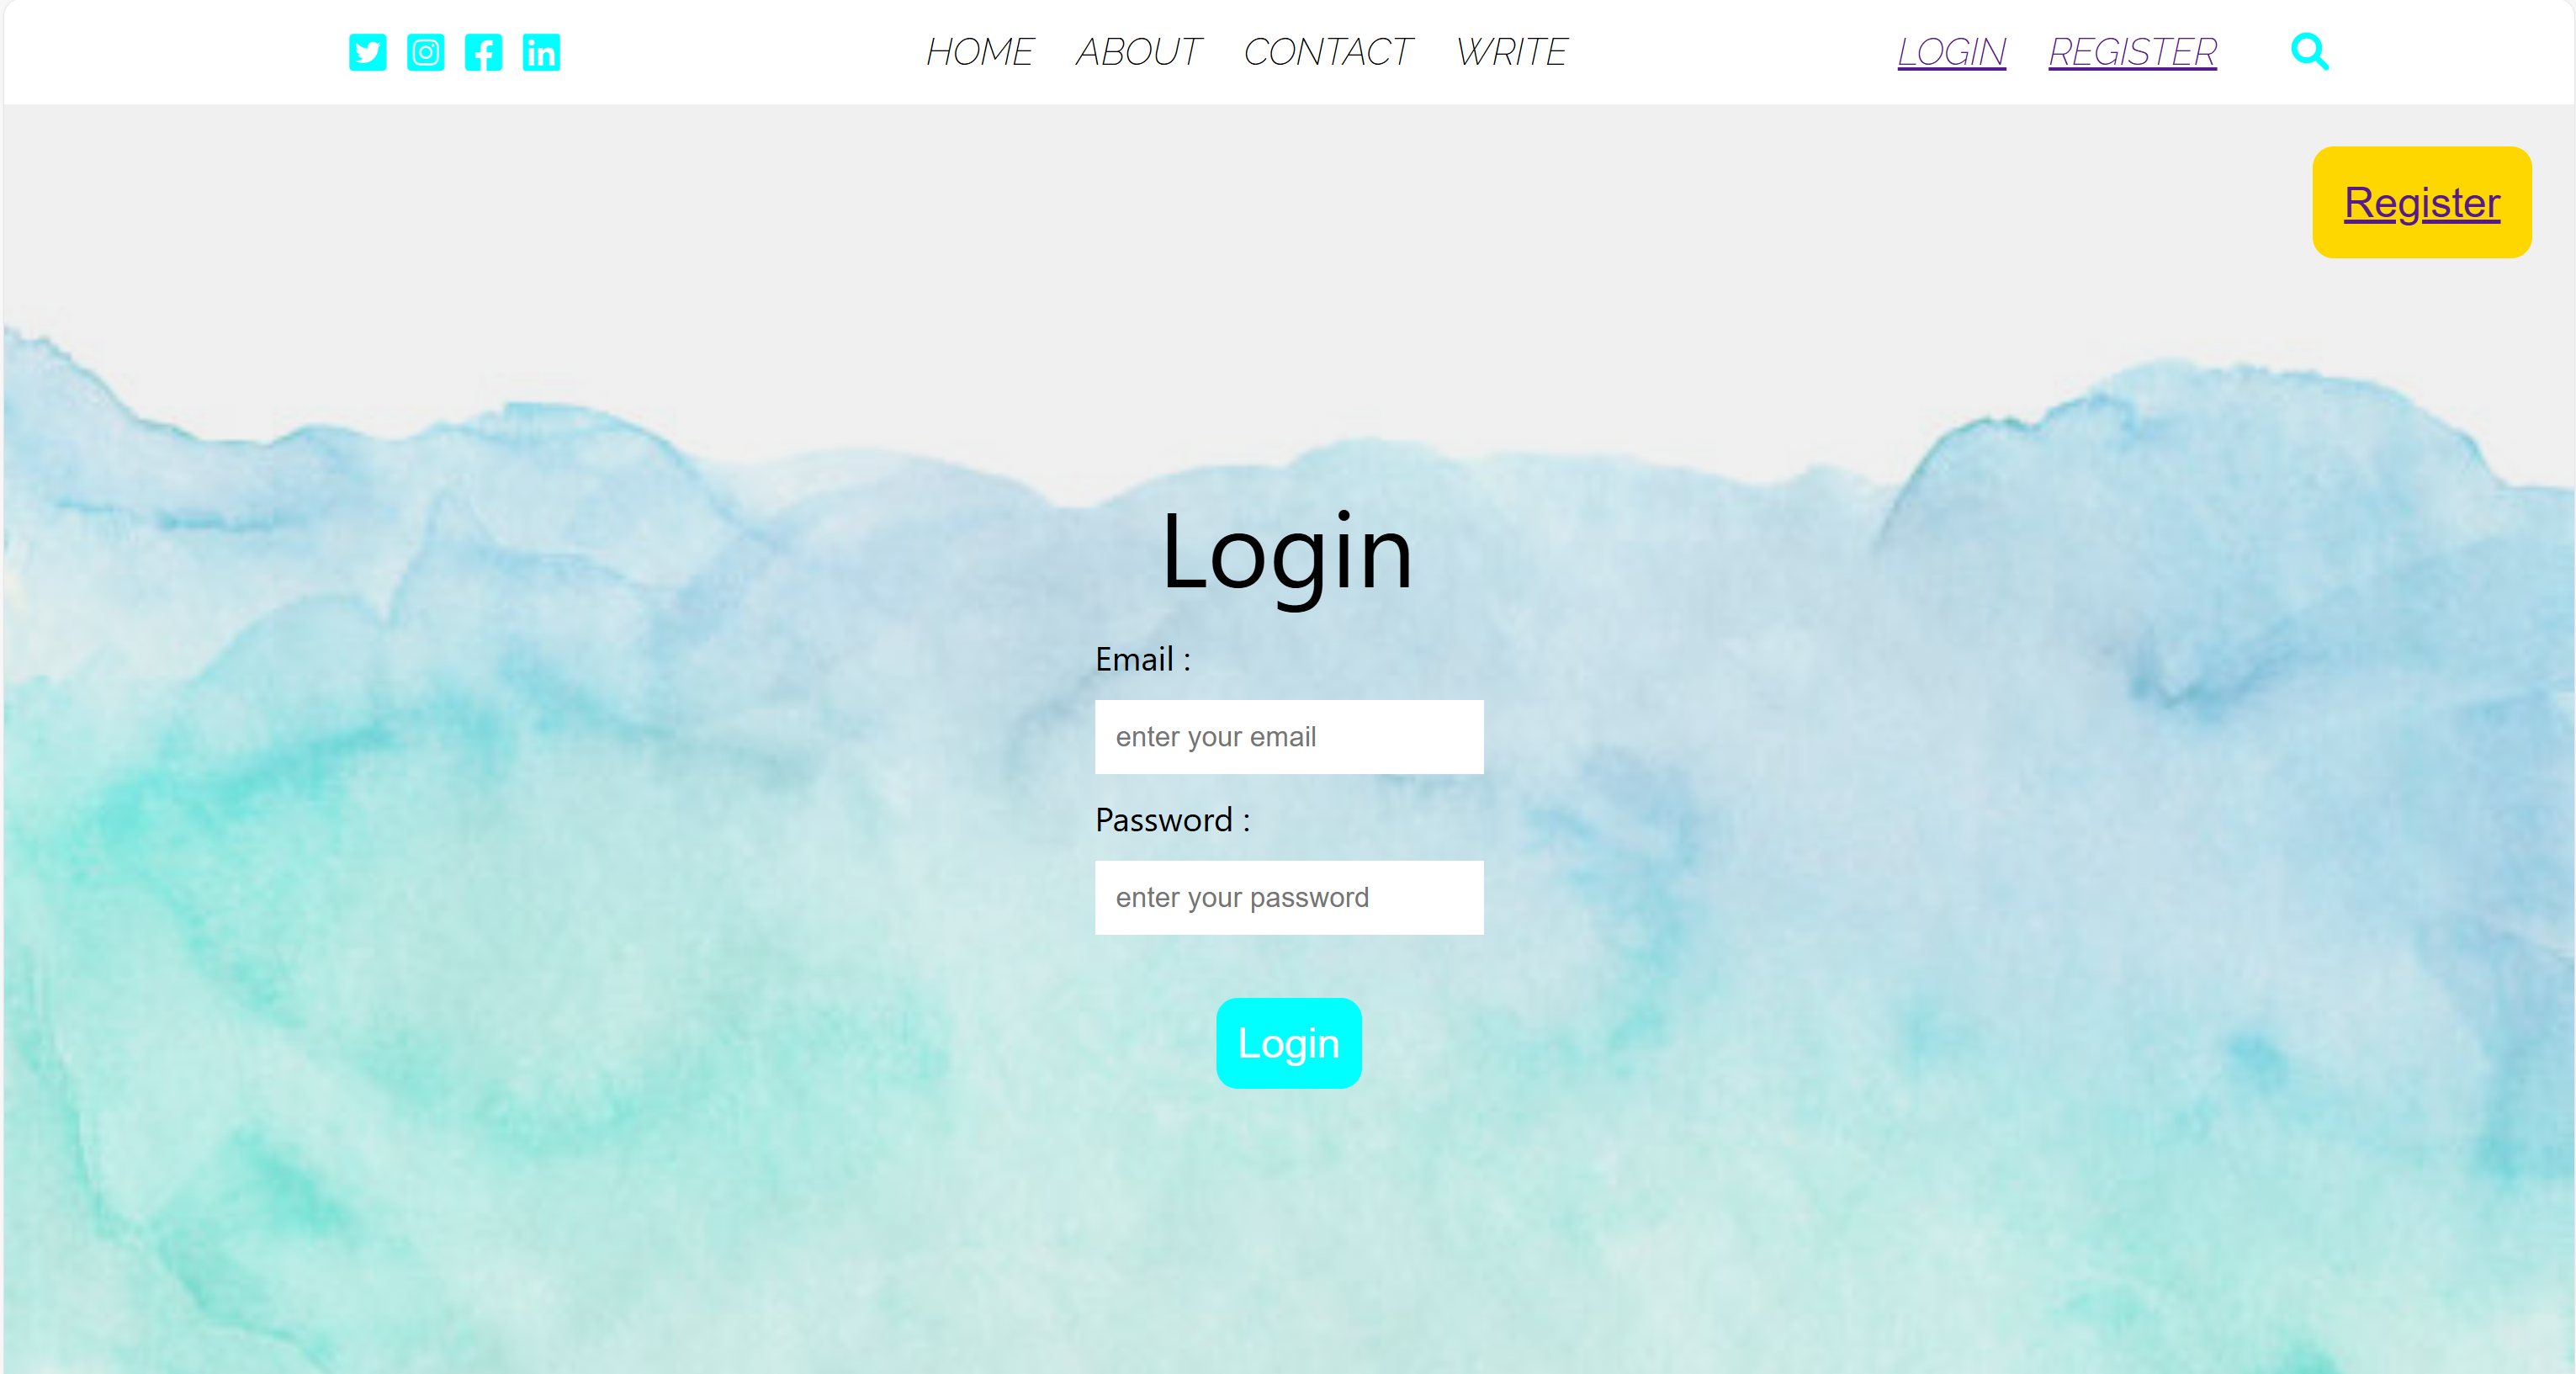 HOME ABOUT CONTACT WRITE LOGIN REGISTER
Register
Login
Email :
enter your email
Password :
enter your password
Login